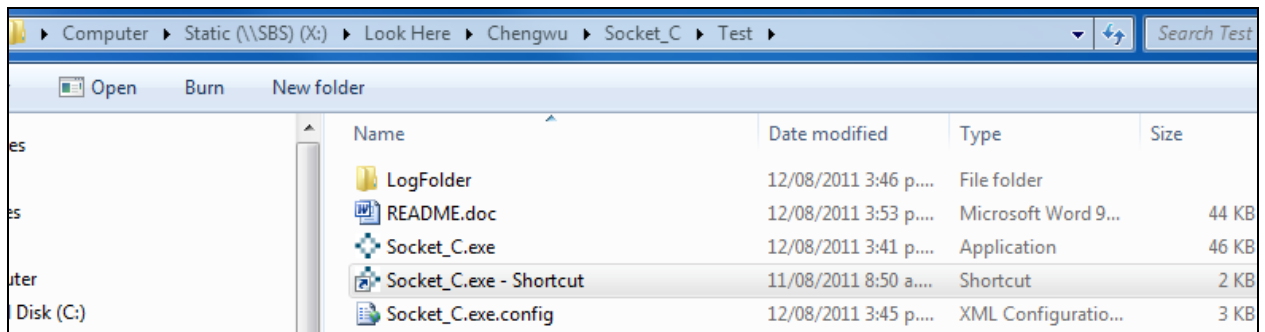 Computer ▸ Static (\\SBS) (X:) ▸ Look Here ▸ Chengwu ▸ Socket_C ▸ Test ▸ Search Test
Open Burn New folder
Name Date modified Type Size
LogFolder 12/08/2011 3:46 p.... File folder
README.doc 12/08/2011 3:53 p.... Microsoft Word 9... 44 KB
Socket_C.exe 12/08/2011 3:41 p.... Application 46 KB
Socket_C.exe - Shortcut 11/08/2011 8:50 a.... Shortcut 2 KB
Disk (C:) Socket_C.exe.config 12/08/2011 3:45 p.... XML Configuratio... 3 KB